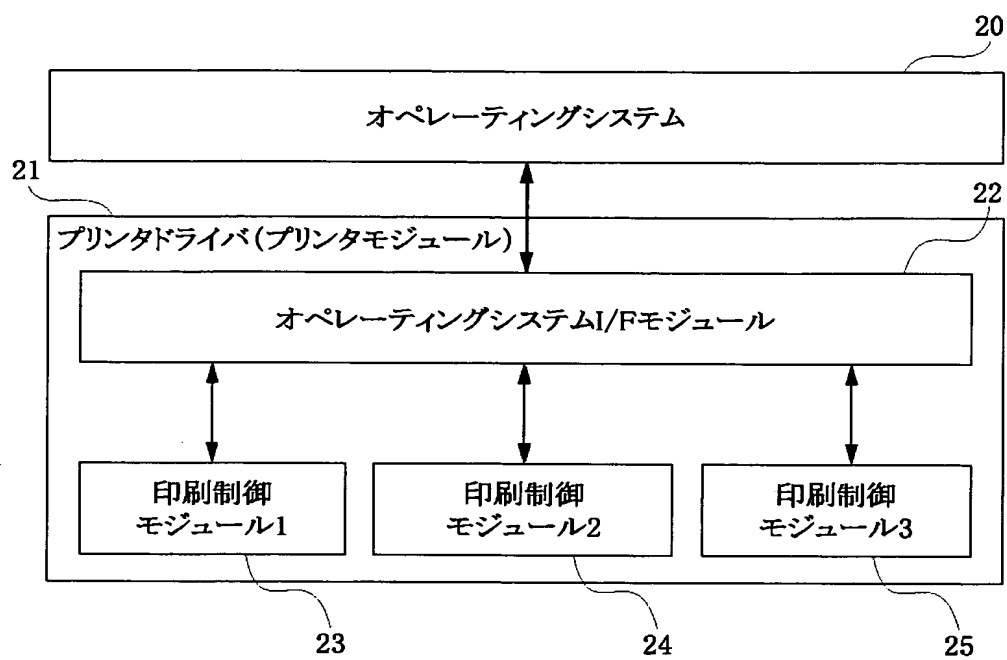 20
オペレーティングシステム
21
22
プリンタドライバ(プリンタモジュール)
オペレーティングシステムI/Fモジュール
印刷制御
モジュール1
印刷制御
モジュール2
印刷制御
モジュール3
23
24
25